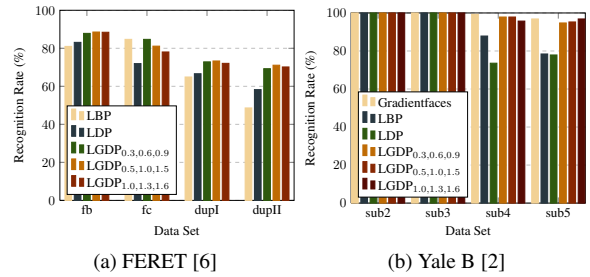 100
80
60
40
20
0
Recognition Rate (%)
LBP
LDP
LGDP0.3,0.6,0.9
LGDP0.5,1.0,1.5
LGDP1.0,1.3,1.6
fb fc dupI dupII
Data Set
(a) FERET [6]
100
80
60
40
20
0
Recognition Rate (%)
Gradientfaces
LBP
LDP
LGDP0.3,0.6,0.9
LGDP0.5,1.0,1.5
LGDP1.0,1.3,1.6
sub2 sub3 sub4 sub5
Data Set
(b) Yale B [2]